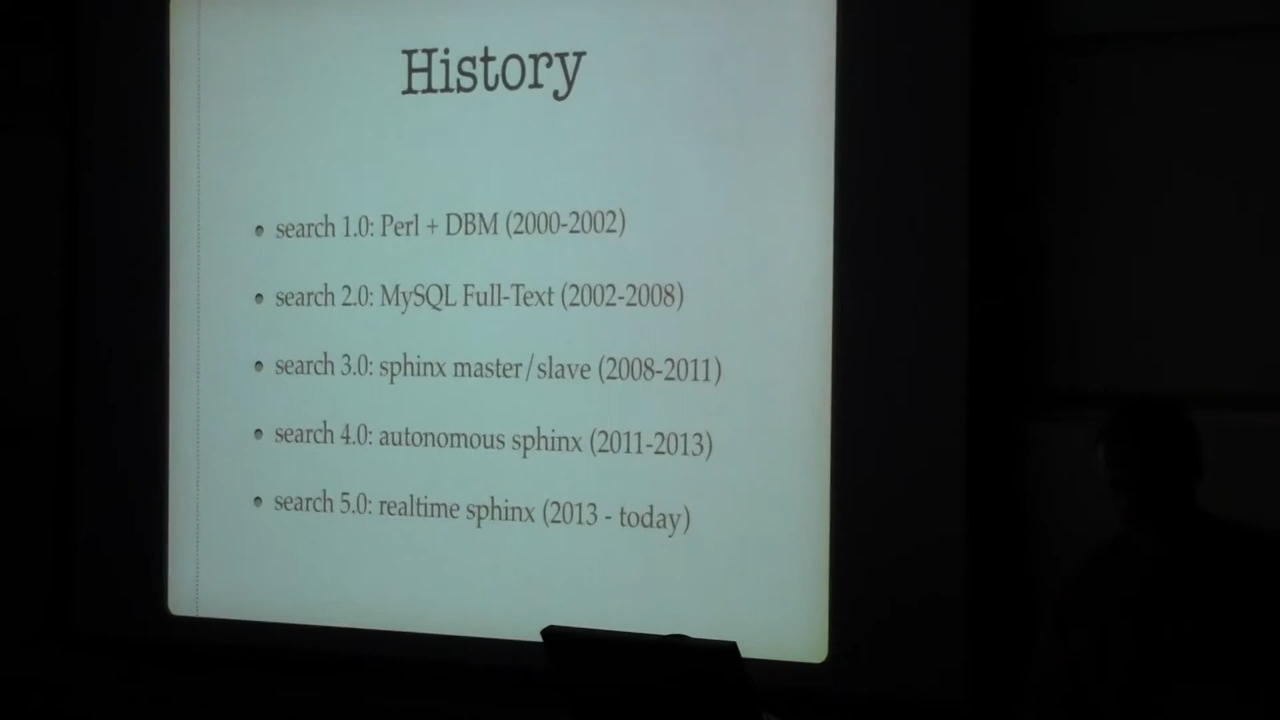 History
• search 1.0: Perl + DBM (2000-2002)
• search 2.0: MySQL Full-Text (2002-2008)
• search 3.0: sphinx master/slave (2008-2011)
• search 4.0: autonomous sphinx (2011-2013)
• search 5.0: realtime sphinx (2013 - today)